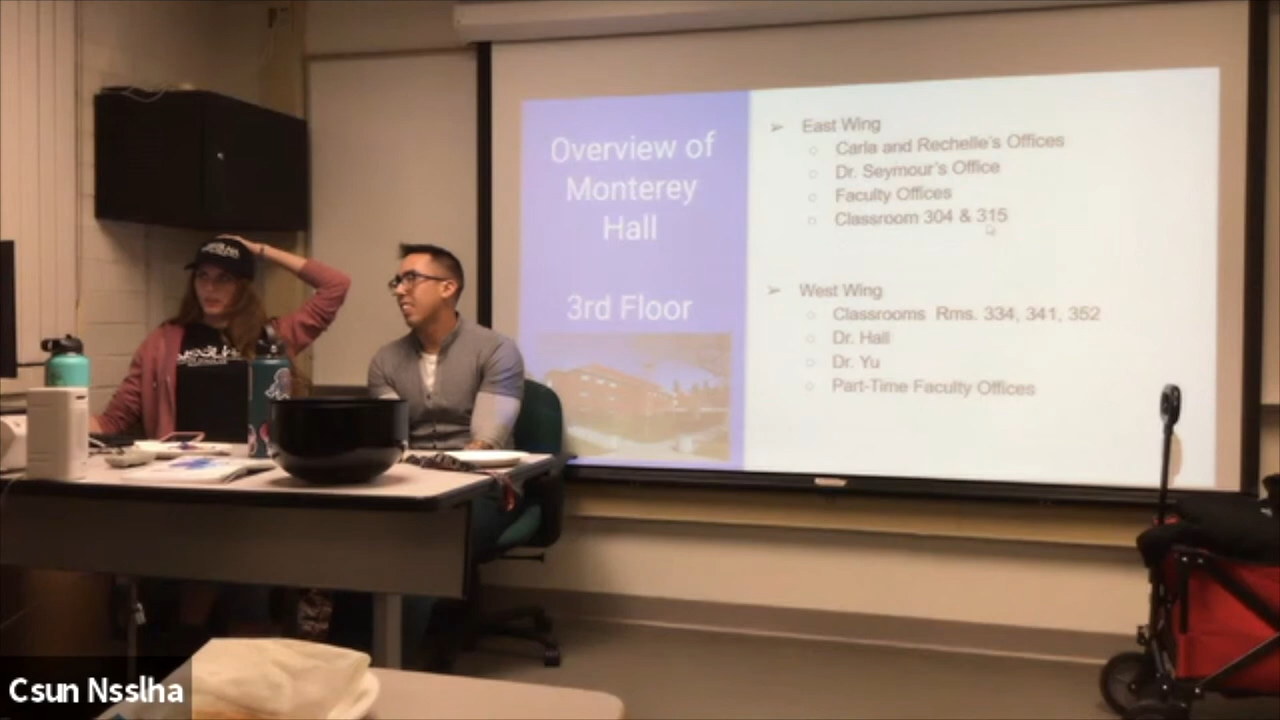 Overview of
Monterey
Hall
3rd Floor
➢ East Wing
○ Carla and Rechelle's Offices
○ Dr. Seymour's Office
○ Faculty Offices
○ Classroom 304 & 315
➢ West Wing
○ Classrooms Rms. 334, 341, 352
○ Dr. Hall
○ Dr. Yu
○ Part-Time Faculty Offices
Csun Nsslha